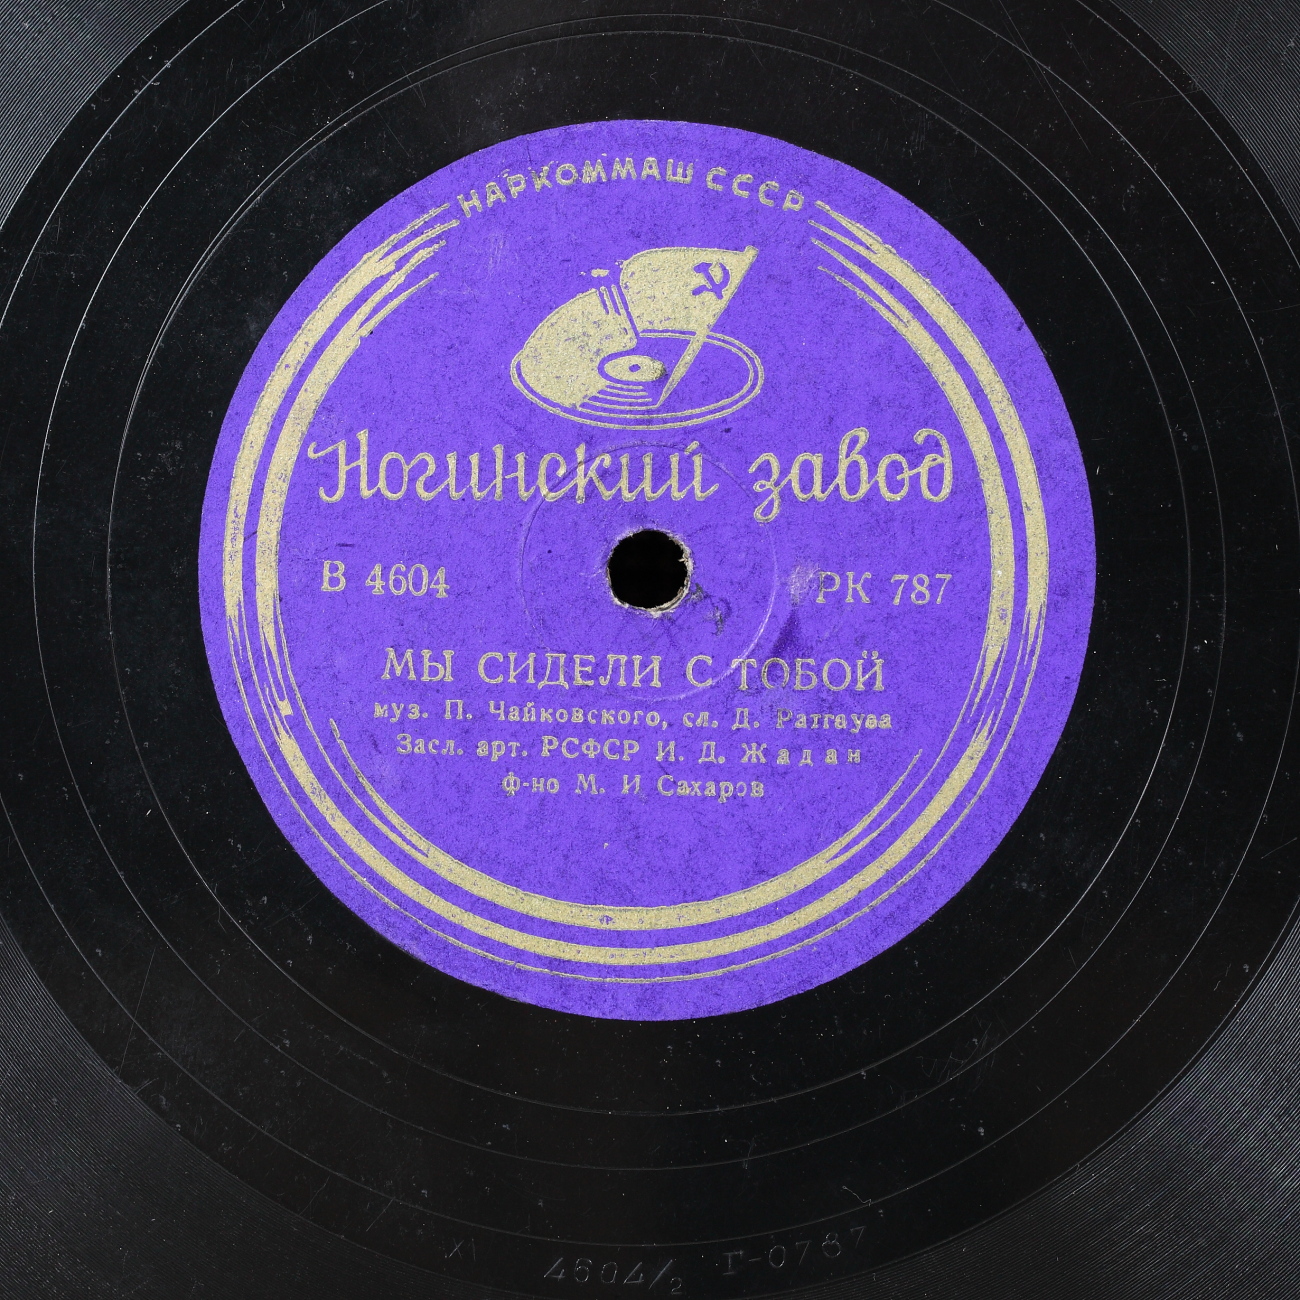 НАРКОММАШ СССР
Ногинский завод
В 4604 РК 787
МЫ СИДЕЛИ С ТОБОЙ
муз. П. Чайковского, сл. Д. Ратгауза
Засл. арт. РСФСР И. Д. Жадан
ф-но М. И. Сахаров
XI 4604/2 Г-0787